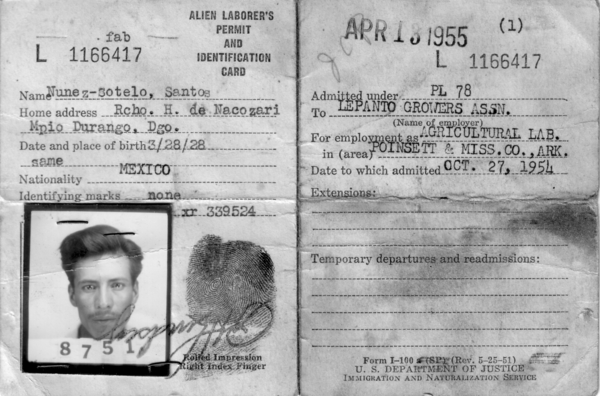 fab
L 1166417
ALIEN LABORER'S
PERMIT
AND
IDENTIFICATION
CARD
Name Nunez-Sotelo, Santos
Home address Rcho. H. de Nacozari
Mpio Durango, Dgo.
Date and place of birth 3/28/28
same
Nationality MEXICO
Identifying marks none
xr 339524
8751
Rolled Impression
Right Index Finger
APR 13 1955
(1)
L 1166417
Admitted under PL 78
To LEPANTO GROWERS ASSN.
(Name of employer)
For employment as AGRICULTURAL LAB.
in (area) POINSETT & MISS.CO.,ARK.
Date to which admitted OCT. 27, 1954
Extensions:
Temporary departures and readmissions:
Form I-100 (SP) (Rev. 5-25-51)
U. S. DEPARTMENT OF JUSTICE
IMMIGRATION AND NATURALIZATION SERVICE